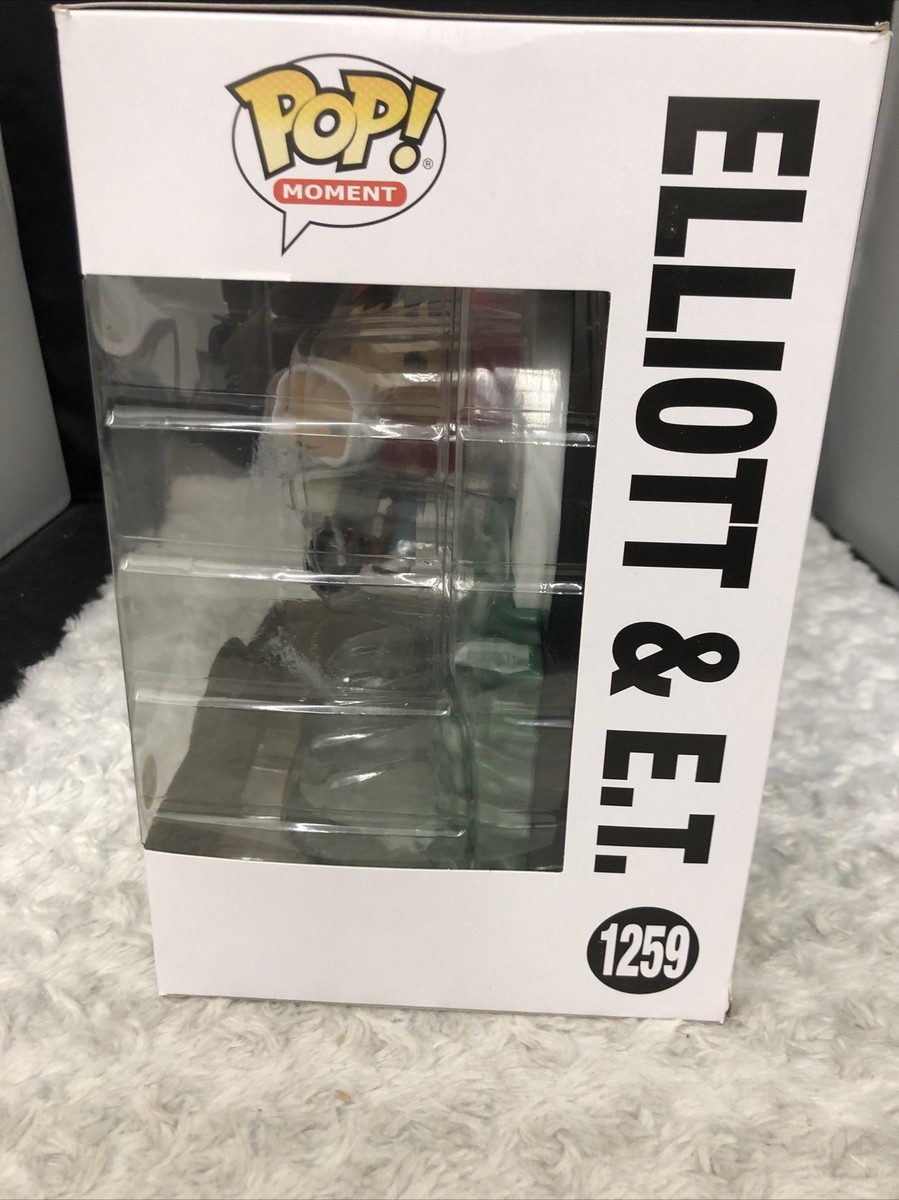 POP!®
MOMENT
ELLIOTT & E.T.
1259